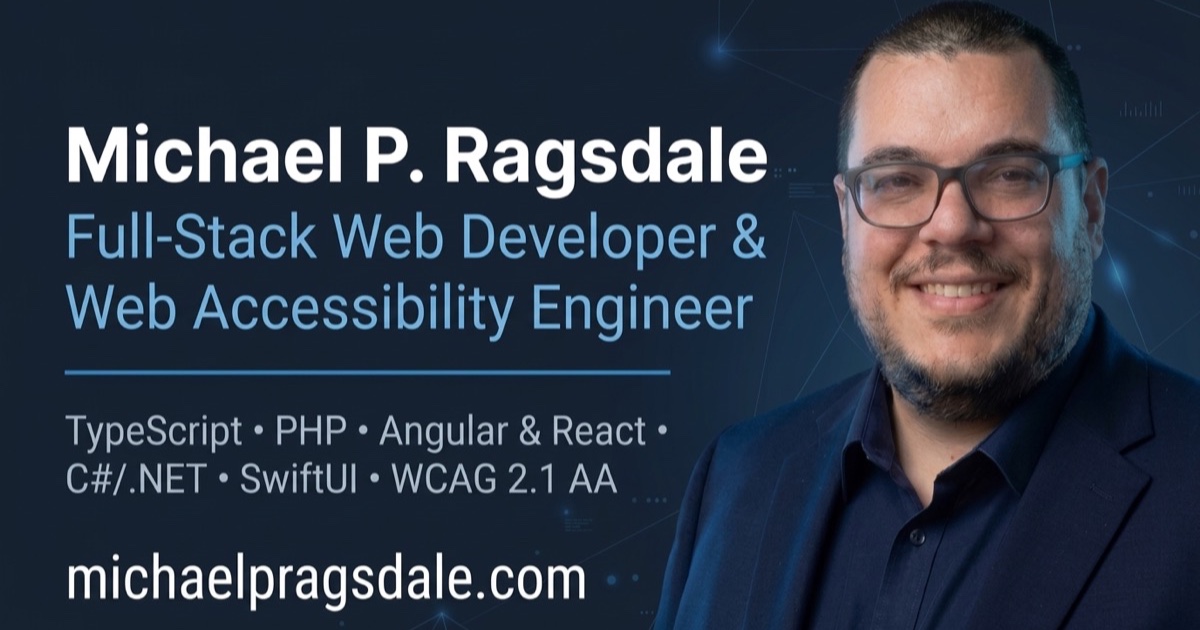 Michael P. Ragsdale
Full-Stack Web Developer &
Web Accessibility Engineer
TypeScript • PHP • Angular & React •
C#/.NET • SwiftUI • WCAG 2.1 AA
michaelpragsdale.com